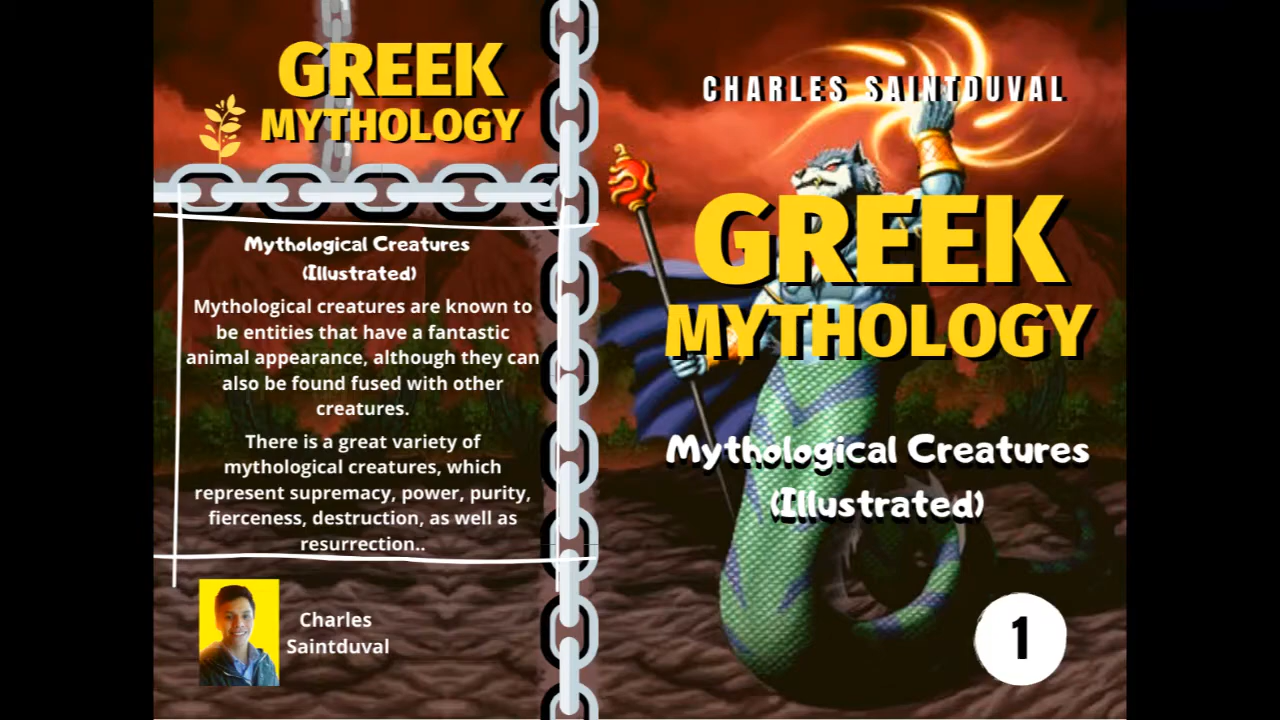 GREEK
MYTHOLOGY
Mythological Creatures
(Illustrated)
Mythological creatures are known to
be entities that have a fantastic
animal appearance, although they can
also be found fused with other
creatures.
There is a great variety of
mythological creatures, which
represent supremacy, power, purity,
fierceness, destruction, as well as
resurrection..
Charles
Saintduval
CHARLES SAINTDUVAL
GREEK
MYTHOLOGY
Mythological Creatures
(Illustrated)
1